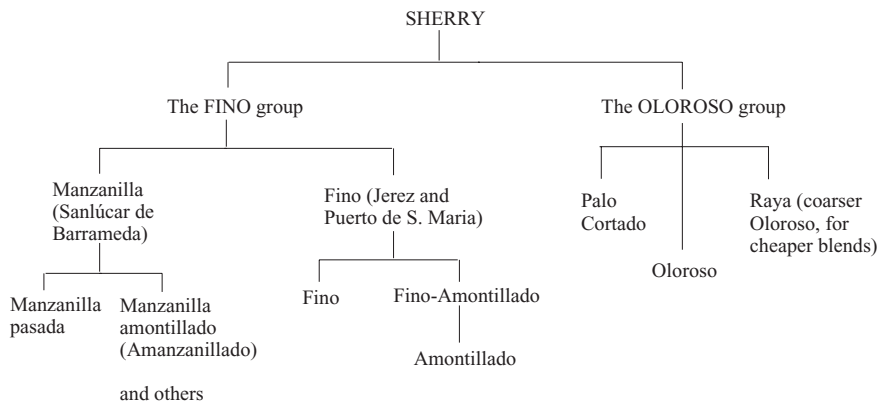 SHERRY
The FINO group
The OLOROSO group
Manzanilla
(Sanlúcar de
Barrameda)
Fino (Jerez and
Puerto de S. Maria)
Palo
Cortado
Oloroso
Raya (coarser
Oloroso, for
cheaper blends)
Manzanilla
pasada
Manzanilla
amontillado
(Amanzanillado)
and others
Fino
Fino-Amontillado
Amontillado